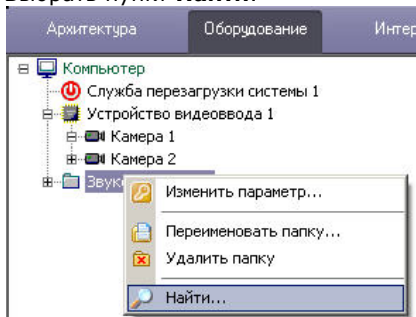 Архитектура Оборудование
Компьютер
Служба перезагрузки системы 1
Устройство видеоввода 1
Камера 1
Камера 2
Изменить параметр...
Переименовать папку...
Удалить папку
Найти...